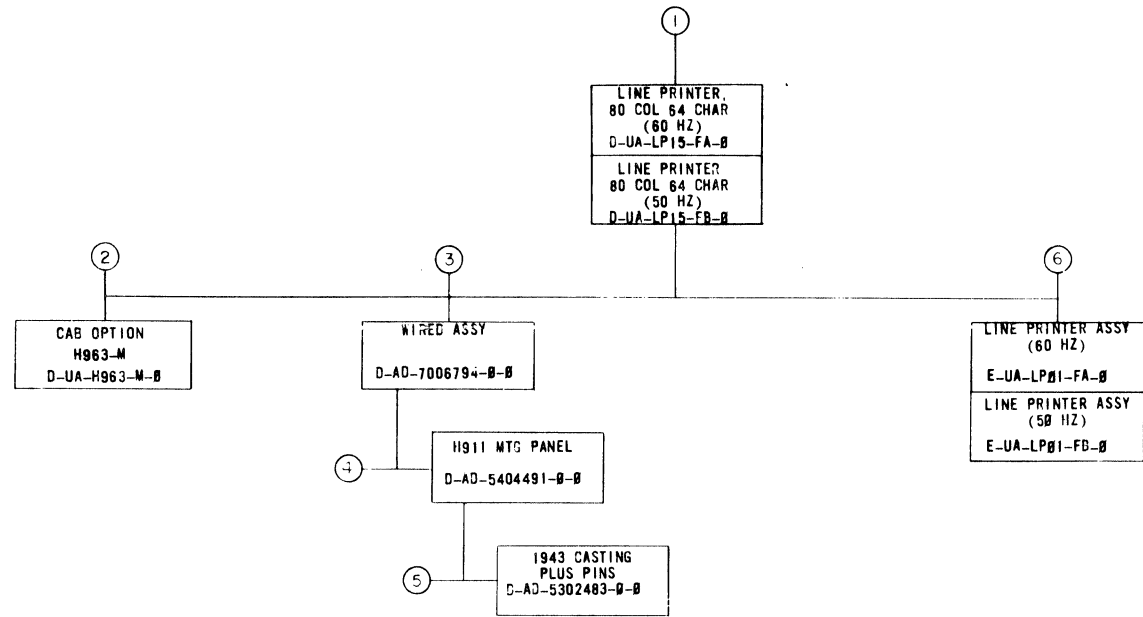 1
LINE PRINTER,
80 COL 64 CHAR
(60 HZ)
D-UA-LP15-FA-Ø
LINE PRINTER
80 COL 64 CHAR
(50 HZ)
D-UA-LP15-FB-Ø
2
3
6
CAB OPTION
H963-M
D-UA-H963-M-Ø
WIRED ASSY
D-AD-7006794-Ø-Ø
LINE PRINTER ASSY
(60 HZ)
E-UA-LPØ1-FA-Ø
LINE PRINTER ASSY
(5Ø HZ)
E-UA-LPØ1-FB-Ø
4
H911 MTG PANEL
D-AD-5404491-Ø-Ø
5
1943 CASTING
PLUS PINS
D-AD-5302483-Ø-Ø